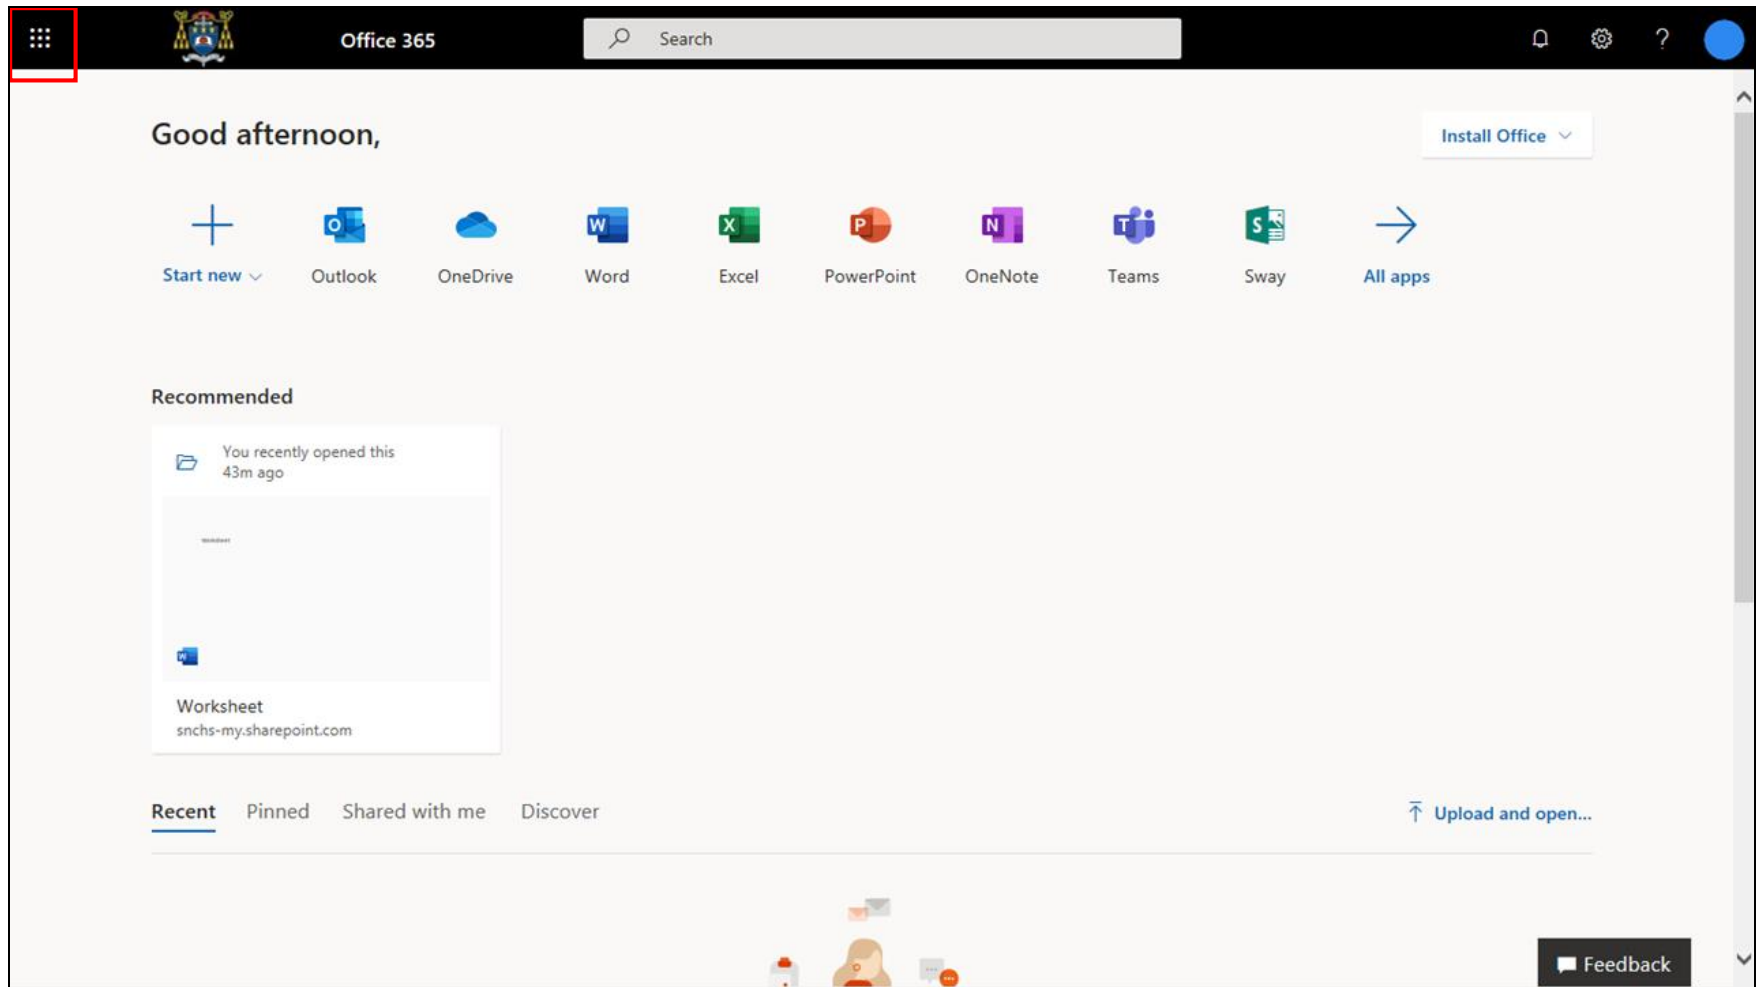 Office 365
Search
?
Good afternoon,
Install Office
Start new
Outlook
OneDrive
Word
Excel
PowerPoint
OneNote
Teams
Sway
All apps
Recommended
You recently opened this
43m ago
Worksheet
Worksheet
snchs-my.sharepoint.com
Recent
Pinned
Shared with me
Discover
Upload and open...
Feedback